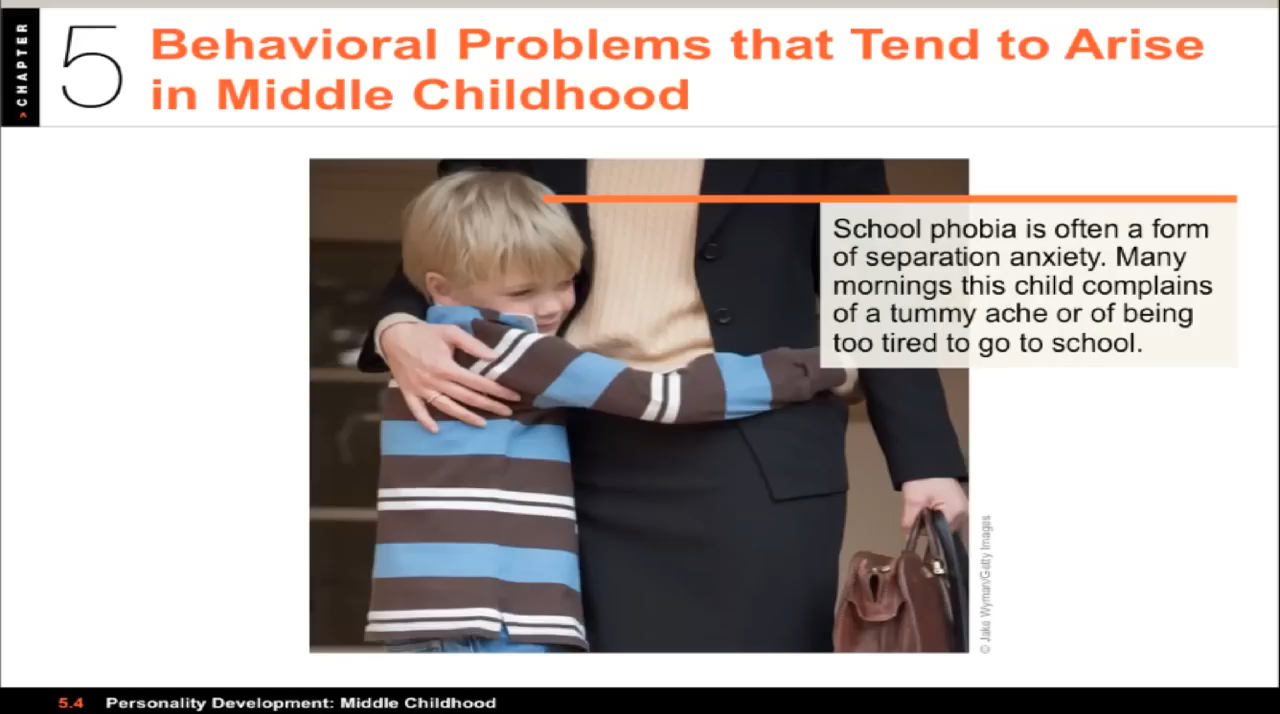 CHAPTER
5
Behavioral Problems that Tend to Arise
in Middle Childhood
School phobia is often a form
of separation anxiety. Many
mornings this child complains
of a tummy ache or of being
too tired to go to school.
© Jake Wyman/Getty Images
5.4 Personality Development: Middle Childhood